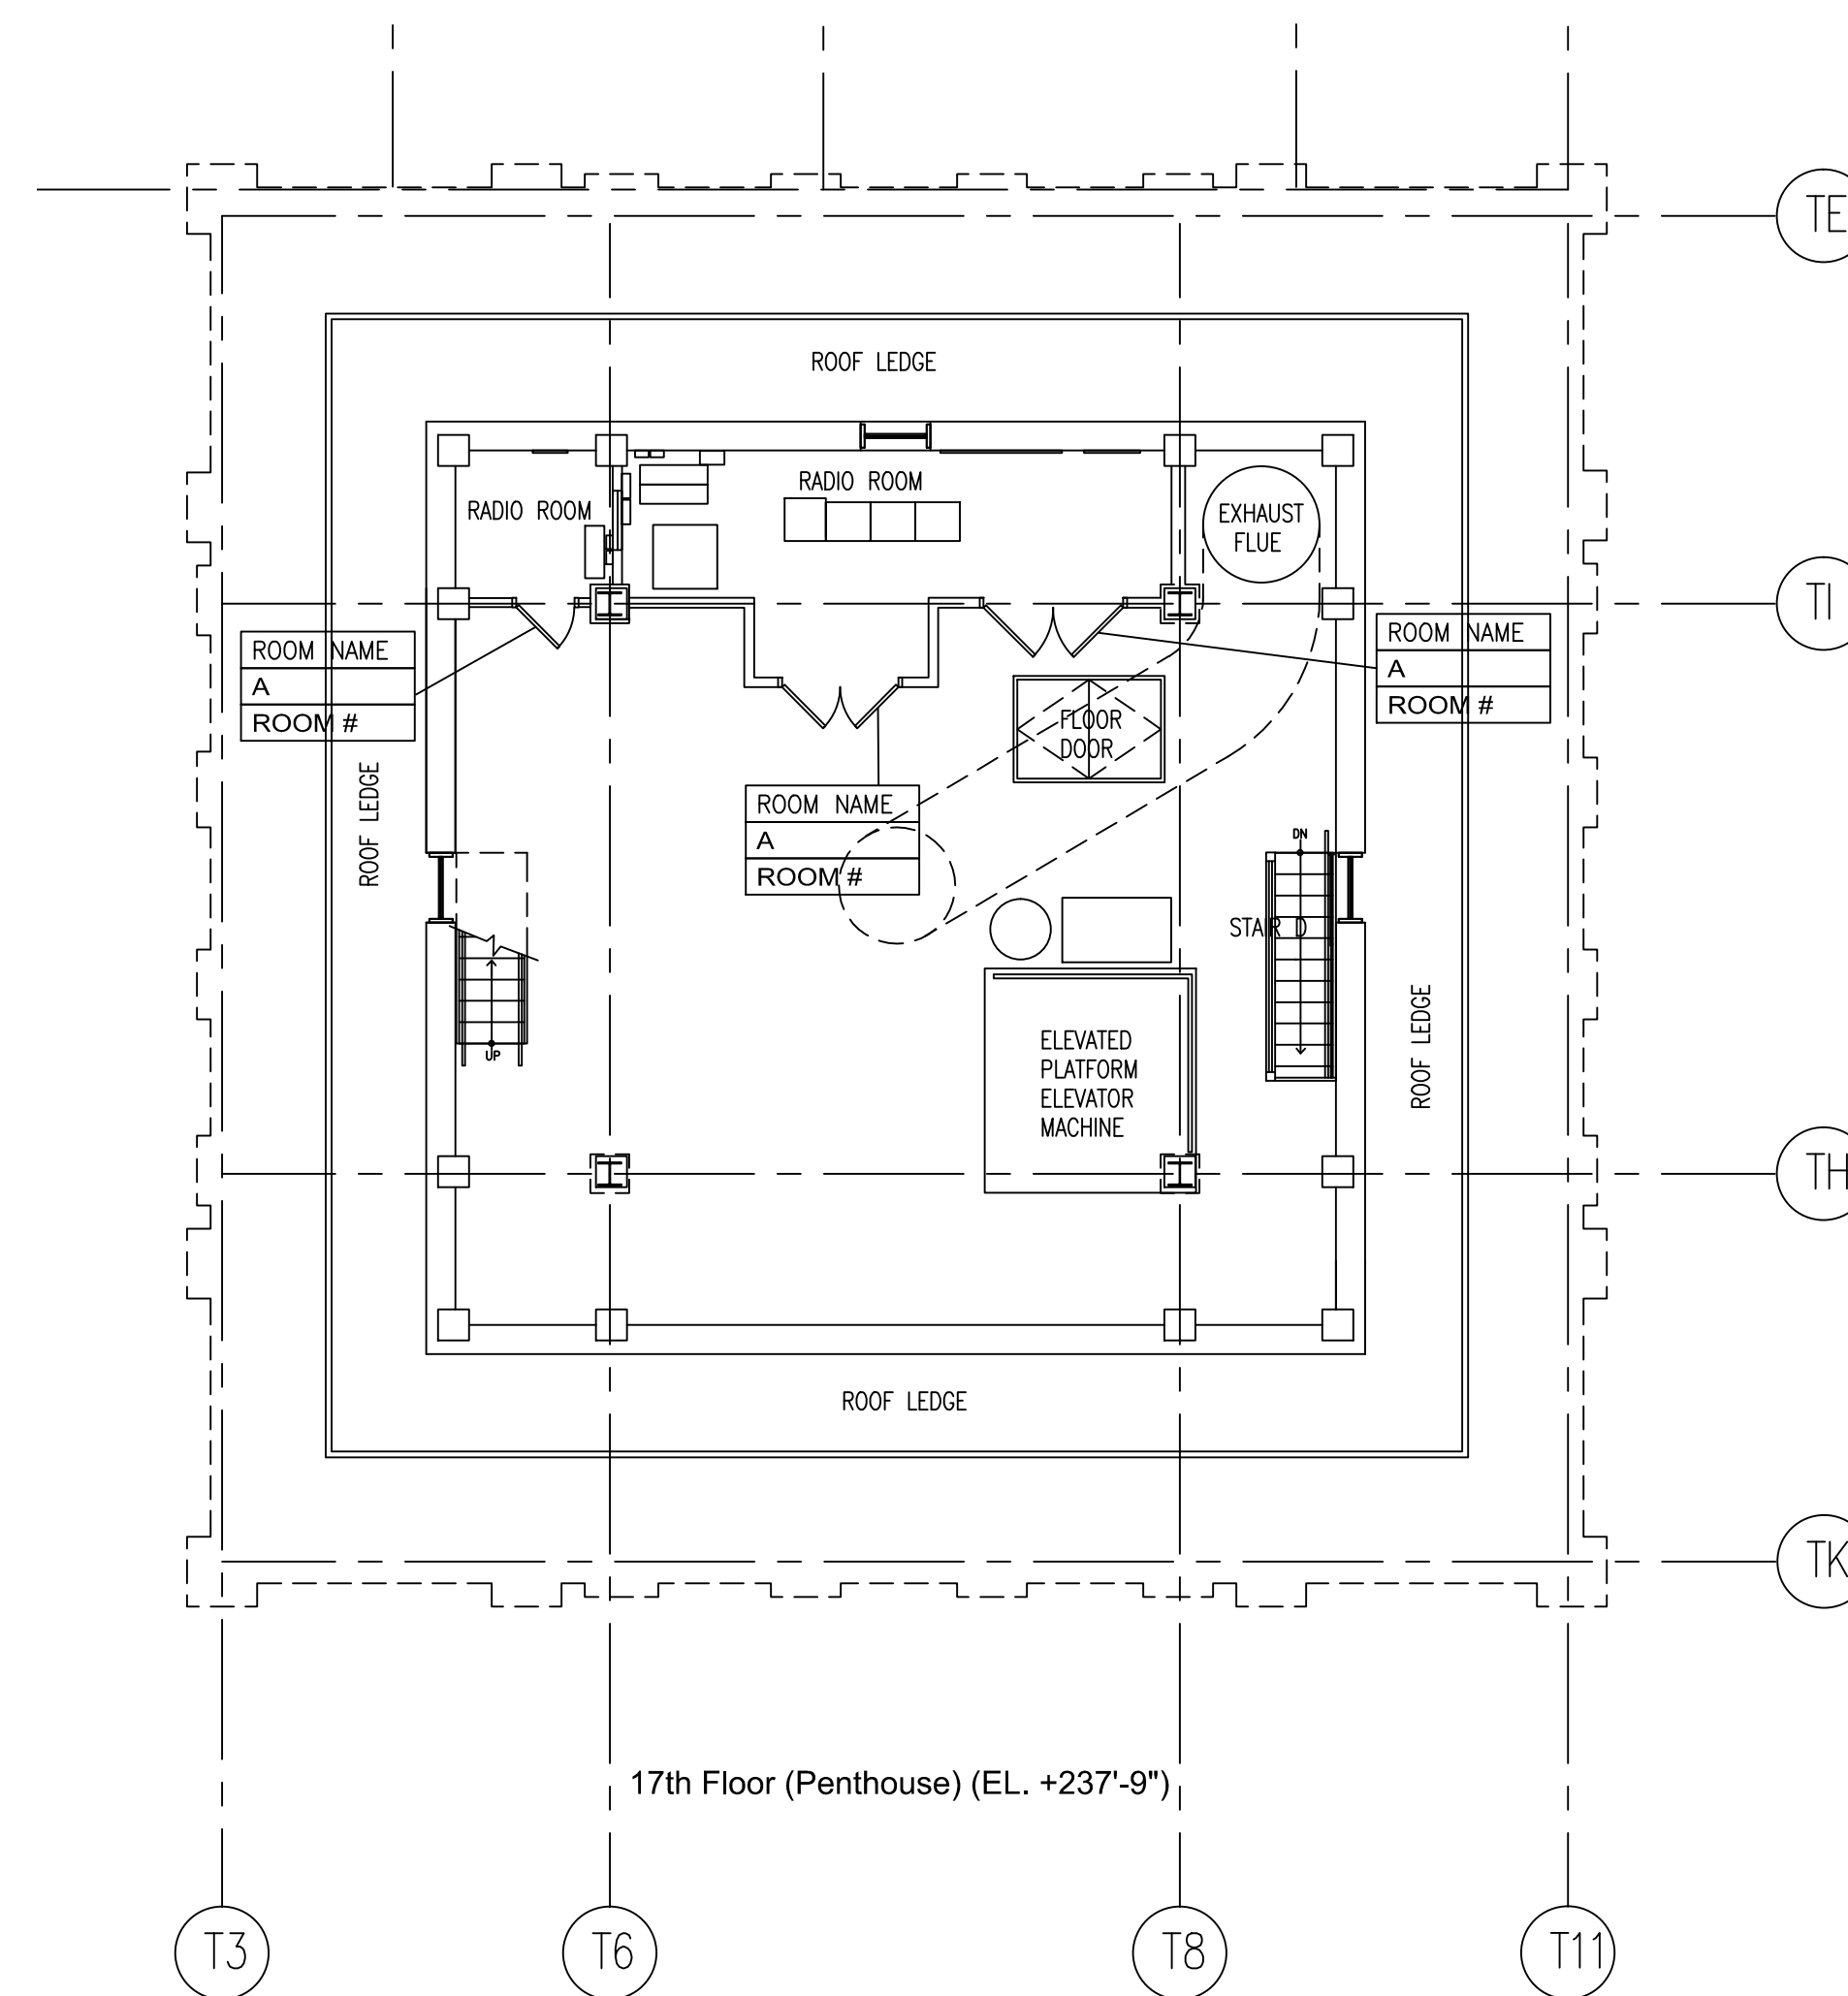 TE
ROOF LEDGE
RADIO ROOM
RADIO ROOM
EXHAUST
FLUE
TI
ROOM NAME
A
ROOM #
ROOM NAME
A
ROOM #
FLOOR
DOOR
ROOF LEDGE
ROOM NAME
A
ROOM #
DN
STAIR D
UP
ELEVATED
PLATFORM
ELEVATOR
MACHINE
ROOF LEDGE
TH
ROOF LEDGE
TK
17th Floor (Penthouse) (EL. +237'-9")
T3
T6
T8
T11